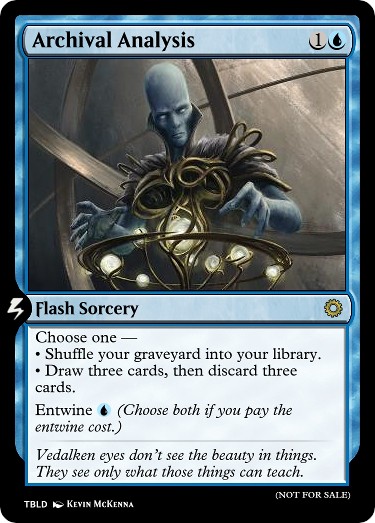 Archival Analysis 1
Flash Sorcery
Choose one —
• Shuffle your graveyard into your library.
• Draw three cards, then discard three
cards.
Entwine (Choose both if you pay the
entwine cost.)
Vedalken eyes don't see the beauty in things.
They see only what those things can teach.
TBLD Kevin McKenna
(NOT FOR SALE)